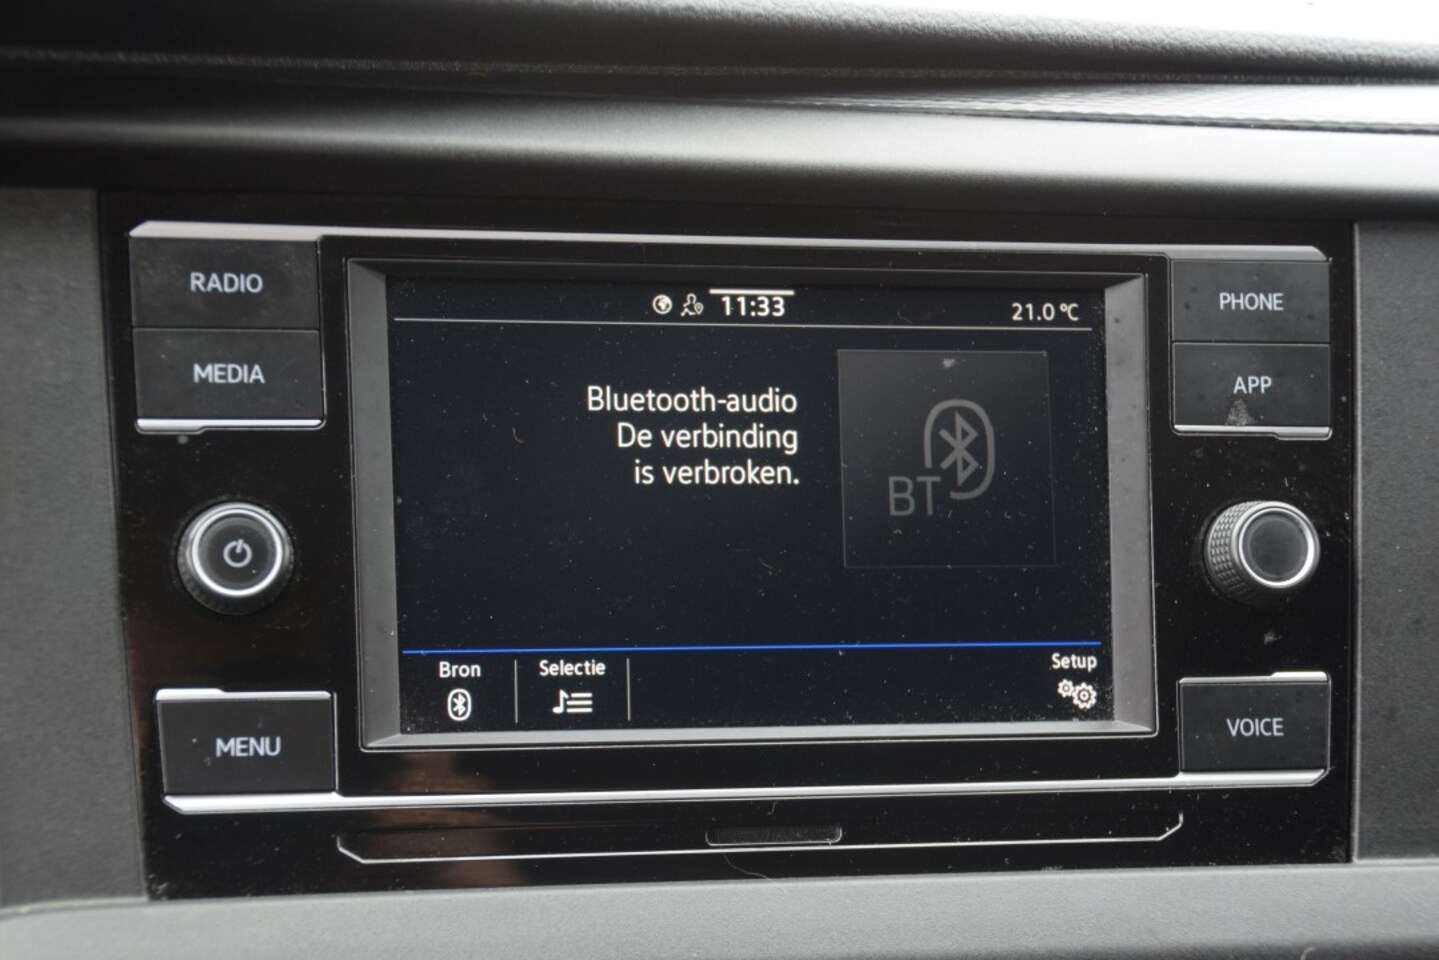 RADIO
MEDIA
MENU
11:33
21.0 °C
Bluetooth-audio
De verbinding
is verbroken.
BT
Bron
Selectie
Setup
PHONE
APP
VOICE